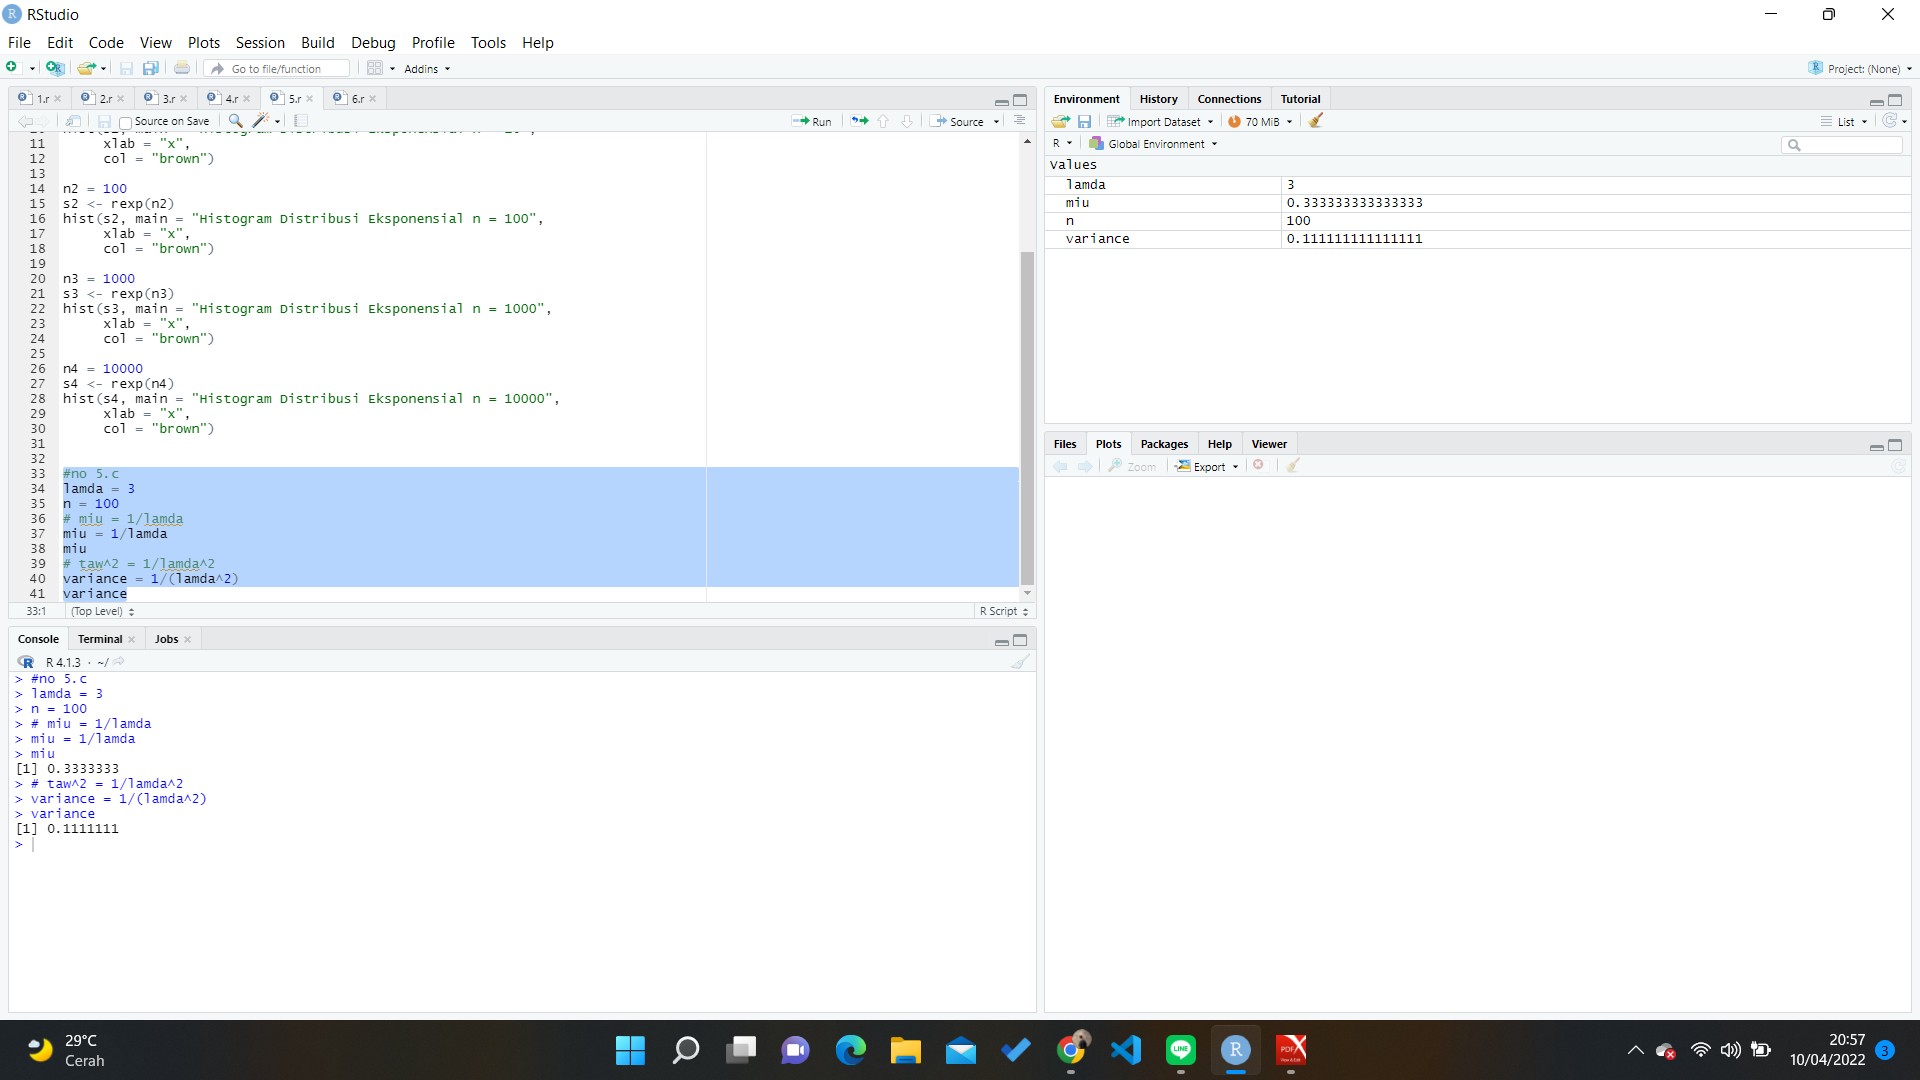 RStudio
File Edit Code View Plots Session Build Debug Profile Tools Help
Go to file/function Addins Project: (None)
1.r 2.r 3.r 4.r 5.r 6.r
Source on Save Run Source
11 xlab = "x",
12 col = "brown")
13
14 n2 = 100
15 s2 <- rexp(n2)
16 hist(s2, main = "Histogram Distribusi Eksponensial n = 100",
17 xlab = "x",
18 col = "brown")
19
20 n3 = 1000
21 s3 <- rexp(n3)
22 hist(s3, main = "Histogram Distribusi Eksponensial n = 1000",
23 xlab = "x",
24 col = "brown")
25
26 n4 = 10000
27 s4 <- rexp(n4)
28 hist(s4, main = "Histogram Distribusi Eksponensial n = 10000",
29 xlab = "x",
30 col = "brown")
31
32
33 #no 5.c
34 lamda = 3
35 n = 100
36 # miu = 1/lamda
37 miu = 1/lamda
38 miu
39 # taw^2 = 1/lamda^2
40 variance = 1/(lamda^2)
41 variance
33:1 (Top Level) R Script
Console Terminal Jobs
R 4.1.3 · ~/
> #no 5.c
> lamda = 3
> n = 100
> # miu = 1/lamda
> miu = 1/lamda
> miu
[1] 0.3333333
> # taw^2 = 1/lamda^2
> variance = 1/(lamda^2)
> variance
[1] 0.1111111
>
Environment History Connections Tutorial
Import Dataset 70 MiB List
R Global Environment
Values
lamda 3
miu 0.333333333333333
n 100
variance 0.111111111111111
Files Plots Packages Help Viewer
Zoom Export
29°C
Cerah
LINE
R
PDF
20:57
10/04/2022
3